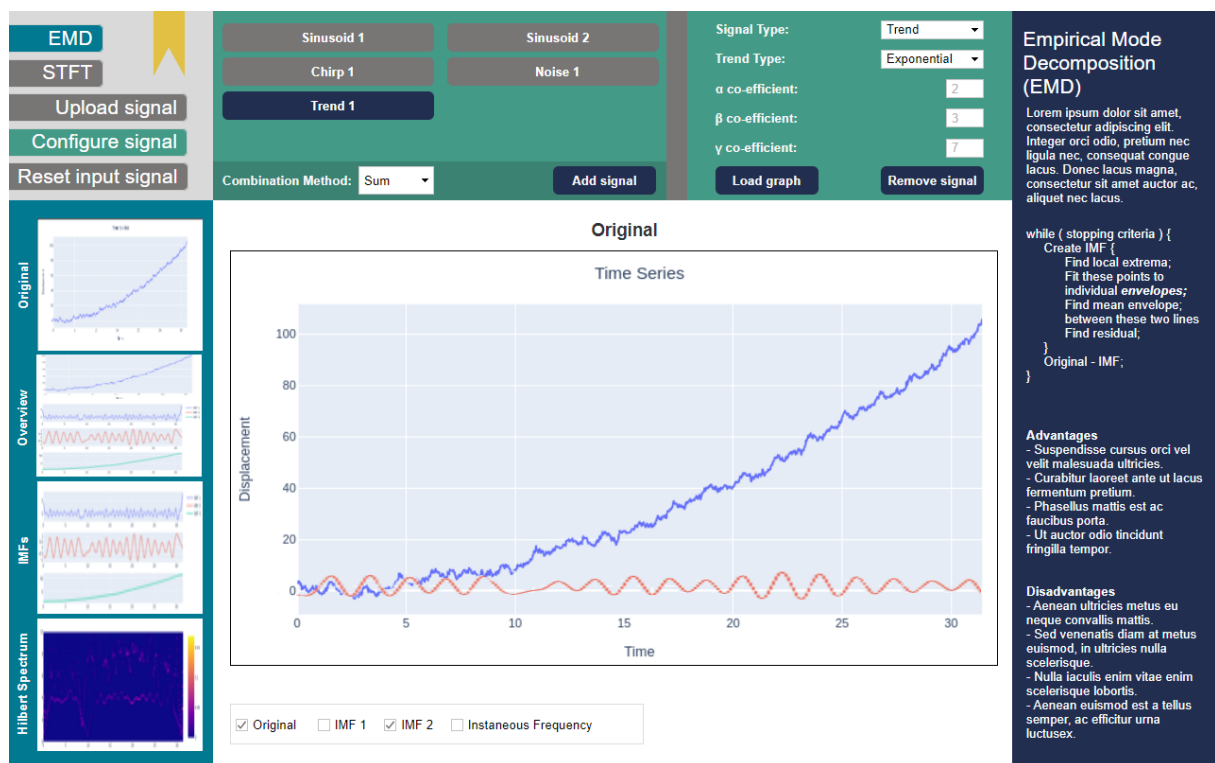 EMD
STFT
Upload signal
Configure signal
Reset input signal
Sinusoid 1
Sinusoid 2
Chirp 1
Noise 1
Trend 1
Combination Method: Sum
Add signal
Signal Type: Trend
Trend Type: Exponential
α co-efficient: 2
β co-efficient: 3
γ co-efficient: 7
Load graph
Remove signal
Original
Overview
IMFs
Hilbert Spectrum
Original
Time Series
Displacement
100
80
60
40
20
0
0 5 10 15 20 25 30
Time
Original IMF 1 IMF 2 Instaneous Frequency
Empirical Mode
Decomposition
(EMD)
Lorem ipsum dolor sit amet,
consectetur adipiscing elit.
Integer orci odio, pretium nec
ligula nec, consequat congue
lacus. Donec lacus magna,
consectetur sit amet auctor ac,
aliquet nec lacus.
while ( stopping criteria ) {
Create IMF {
Find local extrema;
Fit these points to
individual envelopes;
Find mean envelope;
between these two lines
Find residual;
}
Original - IMF;
}
Advantages
- Suspendisse cursus orci vel
velit malesuada ultricies.
- Curabitur laoreet ante ut lacus
fermentum pretium.
- Phasellus mattis est ac
faucibus porta.
- Ut auctor odio tincidunt
fringilla tempor.
Disadvantages
- Aenean ultricies metus eu
neque convallis mattis.
- Sed venenatis diam at metus
euismod, in ultricies nulla
scelerisque.
- Nulla iaculis enim vitae enim
scelerisque lobortis.
- Aenean euismod est a tellus
semper, ac efficitur urna
luctusex.